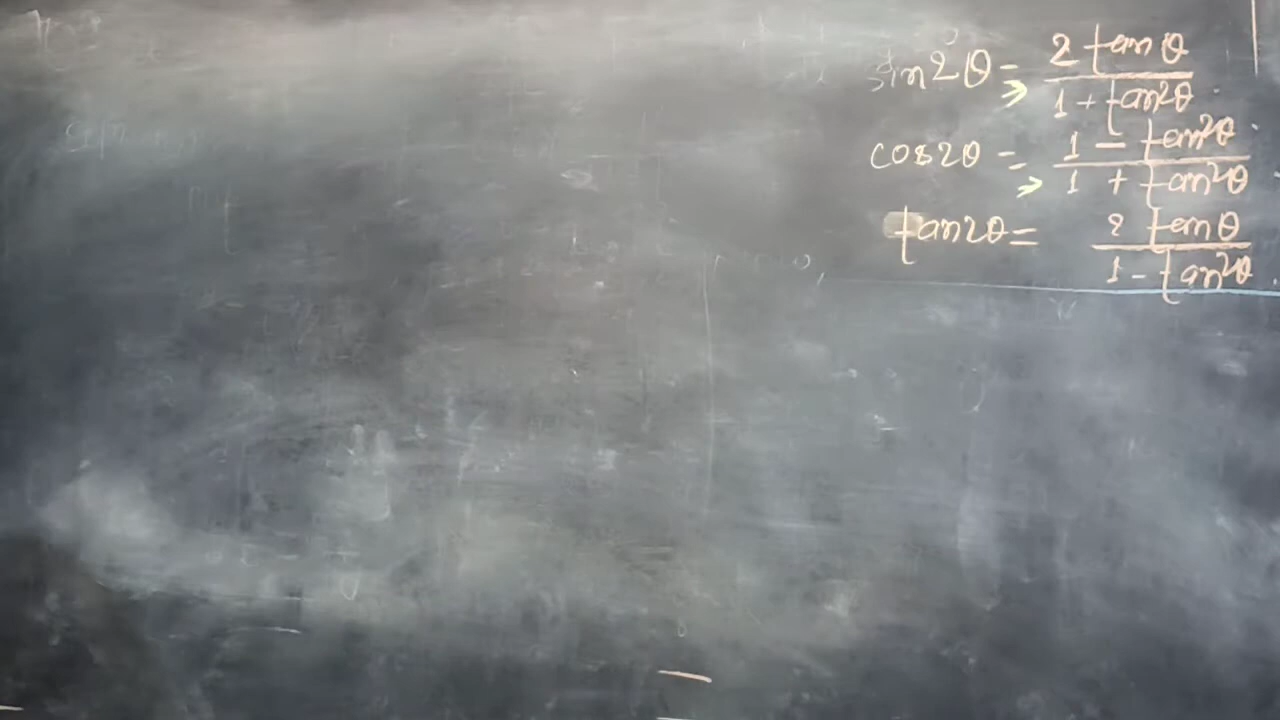 sin2θ = 2 tanθ / 1 + tan²θ
cos2θ = 1 - tan²θ / 1 + tan²θ
tan2θ = 2 tanθ / 1 - tan²θ